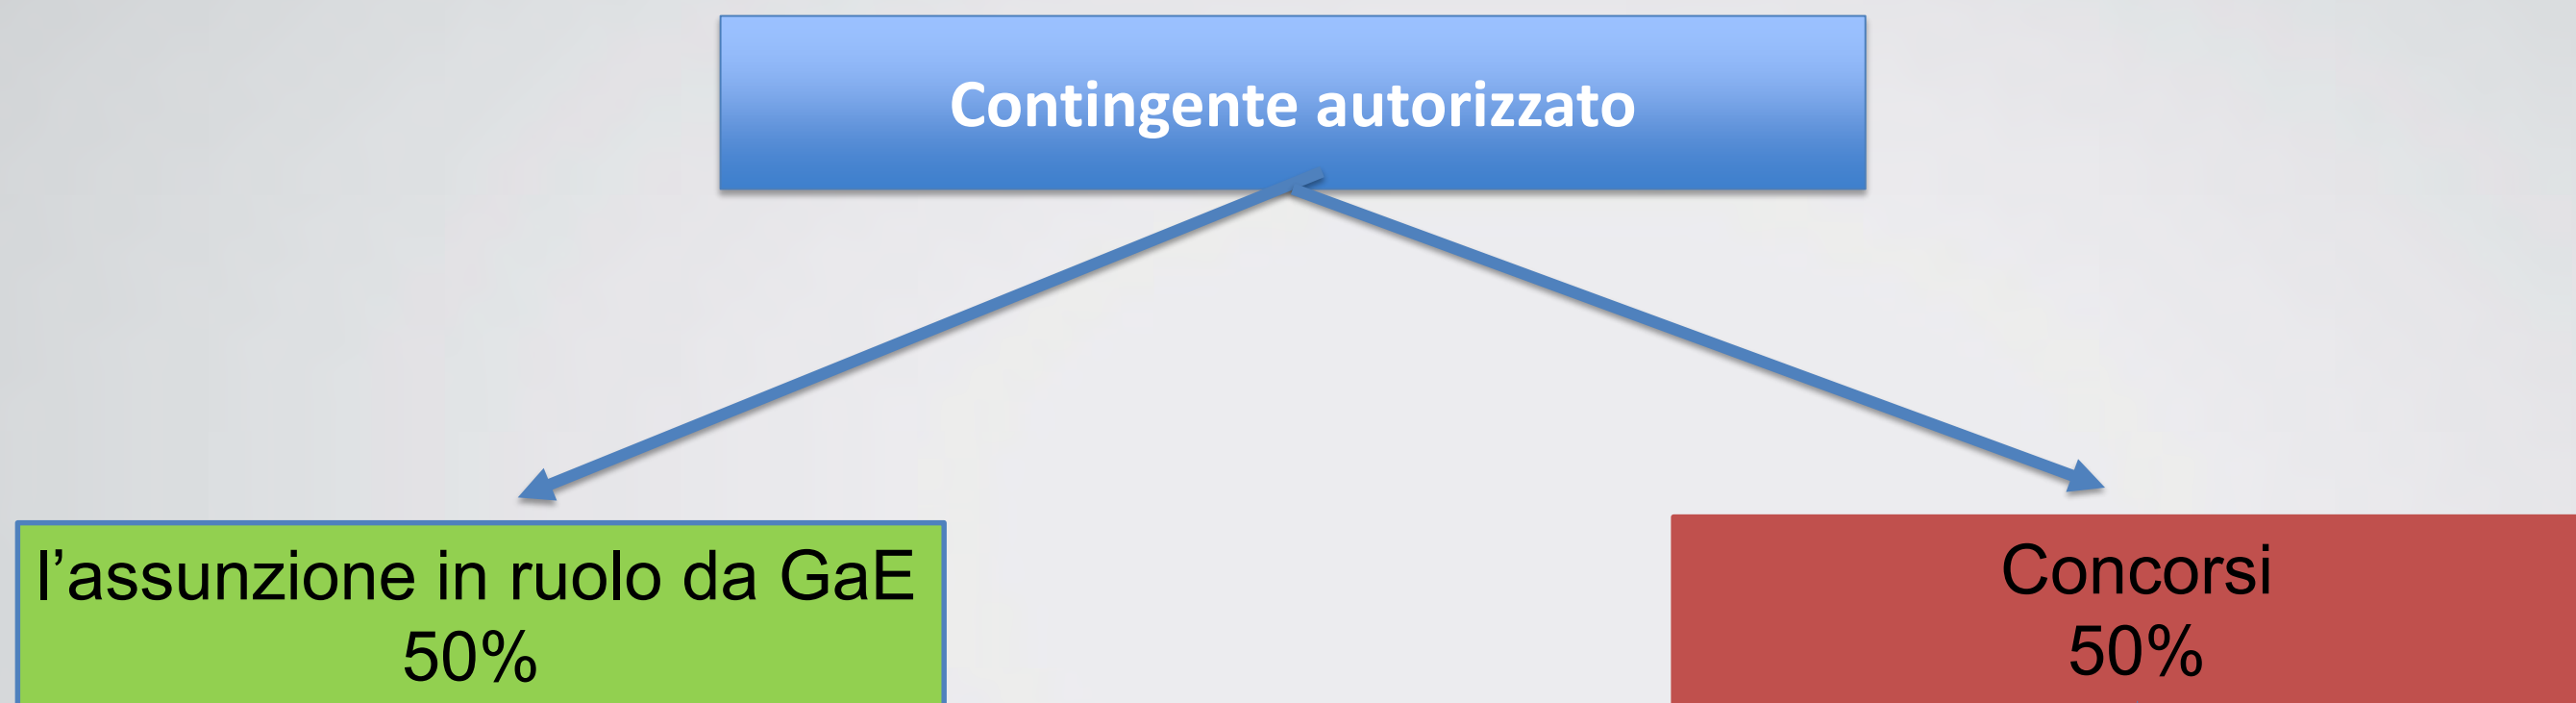 Contingente autorizzato
l’assunzione in ruolo da GaE
50%
Concorsi
50%